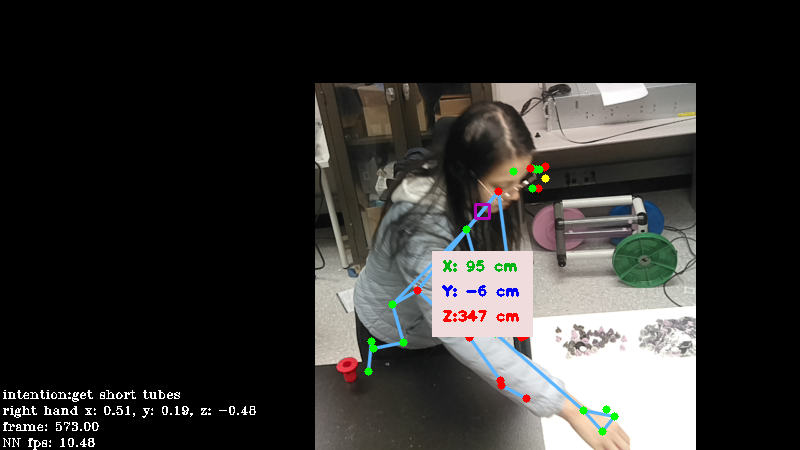 X: 95 cm
Y: -6 cm
Z:347 cm
intention:get short tubes
right hand x: 0.51, y: 0.19, z: -0.48
frame: 573.00
NN fps: 10.48